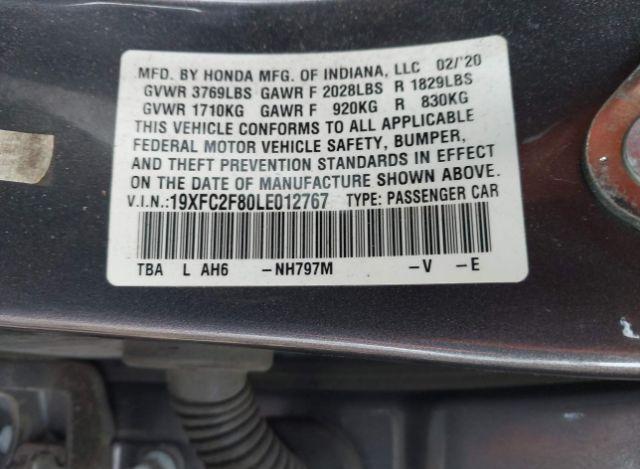 MFD. BY HONDA MFG. OF INDIANA, LLC 02/'20
GVWR 3769LBS GAWR F 2028LBS R 1829LBS
GVWR 1710KG GAWR F 920KG R 830KG
THIS VEHICLE CONFORMS TO ALL APPLICABLE
FEDERAL MOTOR VEHICLE SAFETY, BUMPER,
AND THEFT PREVENTION STANDARDS IN EFFECT
ON THE DATE OF MANUFACTURE SHOWN ABOVE.
V.I.N.:19XFC2F80LE012767 TYPE: PASSENGER CAR
TBA L AH6 -NH797M -V -E